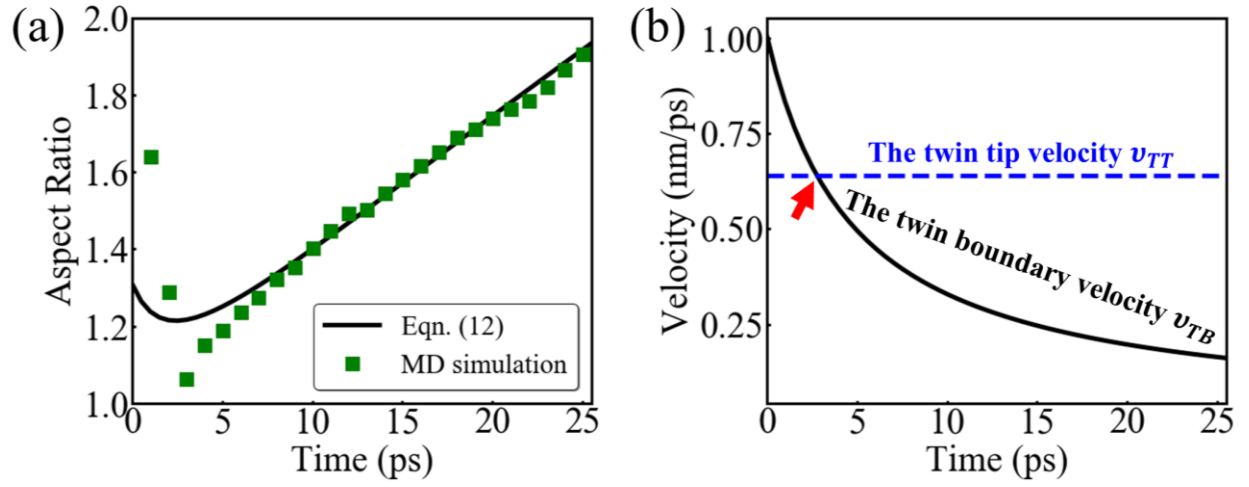 (a)
2.0
1.8
1.6
1.4
1.2
1.0
Aspect Ratio
Eqn. (12)
MD simulation
0
5
10
15
20
25
Time (ps)
(b)
1.00
0.75
0.50
0.25
Velocity (nm/ps)
The twin tip velocity υTT
The twin boundary velocity υTB
0
5
10
15
20
25
Time (ps)